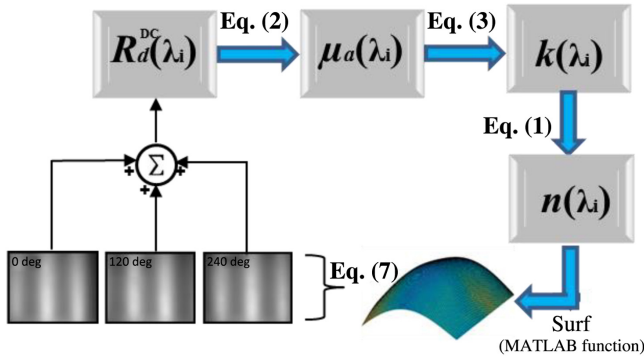 R_d^DC(λi)
Eq. (2)
μa(λi)
Eq. (3)
k(λi)
Eq. (1)
n(λi)
Σ
+ + +
0 deg
120 deg
240 deg
Eq. (7)
Surf
(MATLAB function)